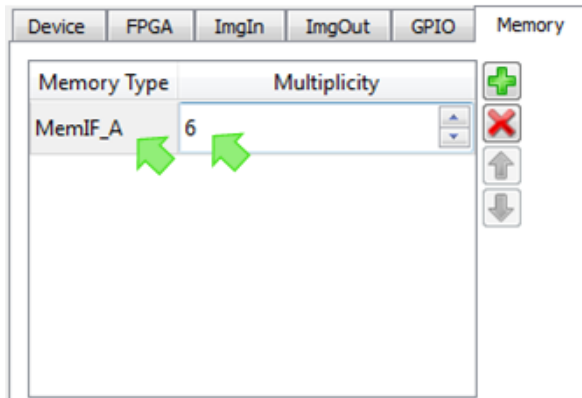 Device FPGA ImgIn ImgOut GPIO Memory
Memory Type Multiplicity
MemIF_A 6